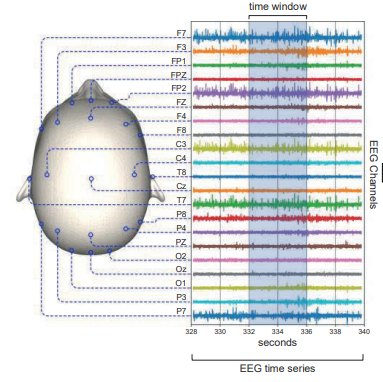 time window
F7
F3
FP1
FPZ
FP2
FZ
F4
F8
C3
C4
T8
Cz
T7
P8
P4
PZ
O2
Oz
O1
P3
P7
EEG Channels
328 330 332 334 336 338 340
seconds
EEG time series